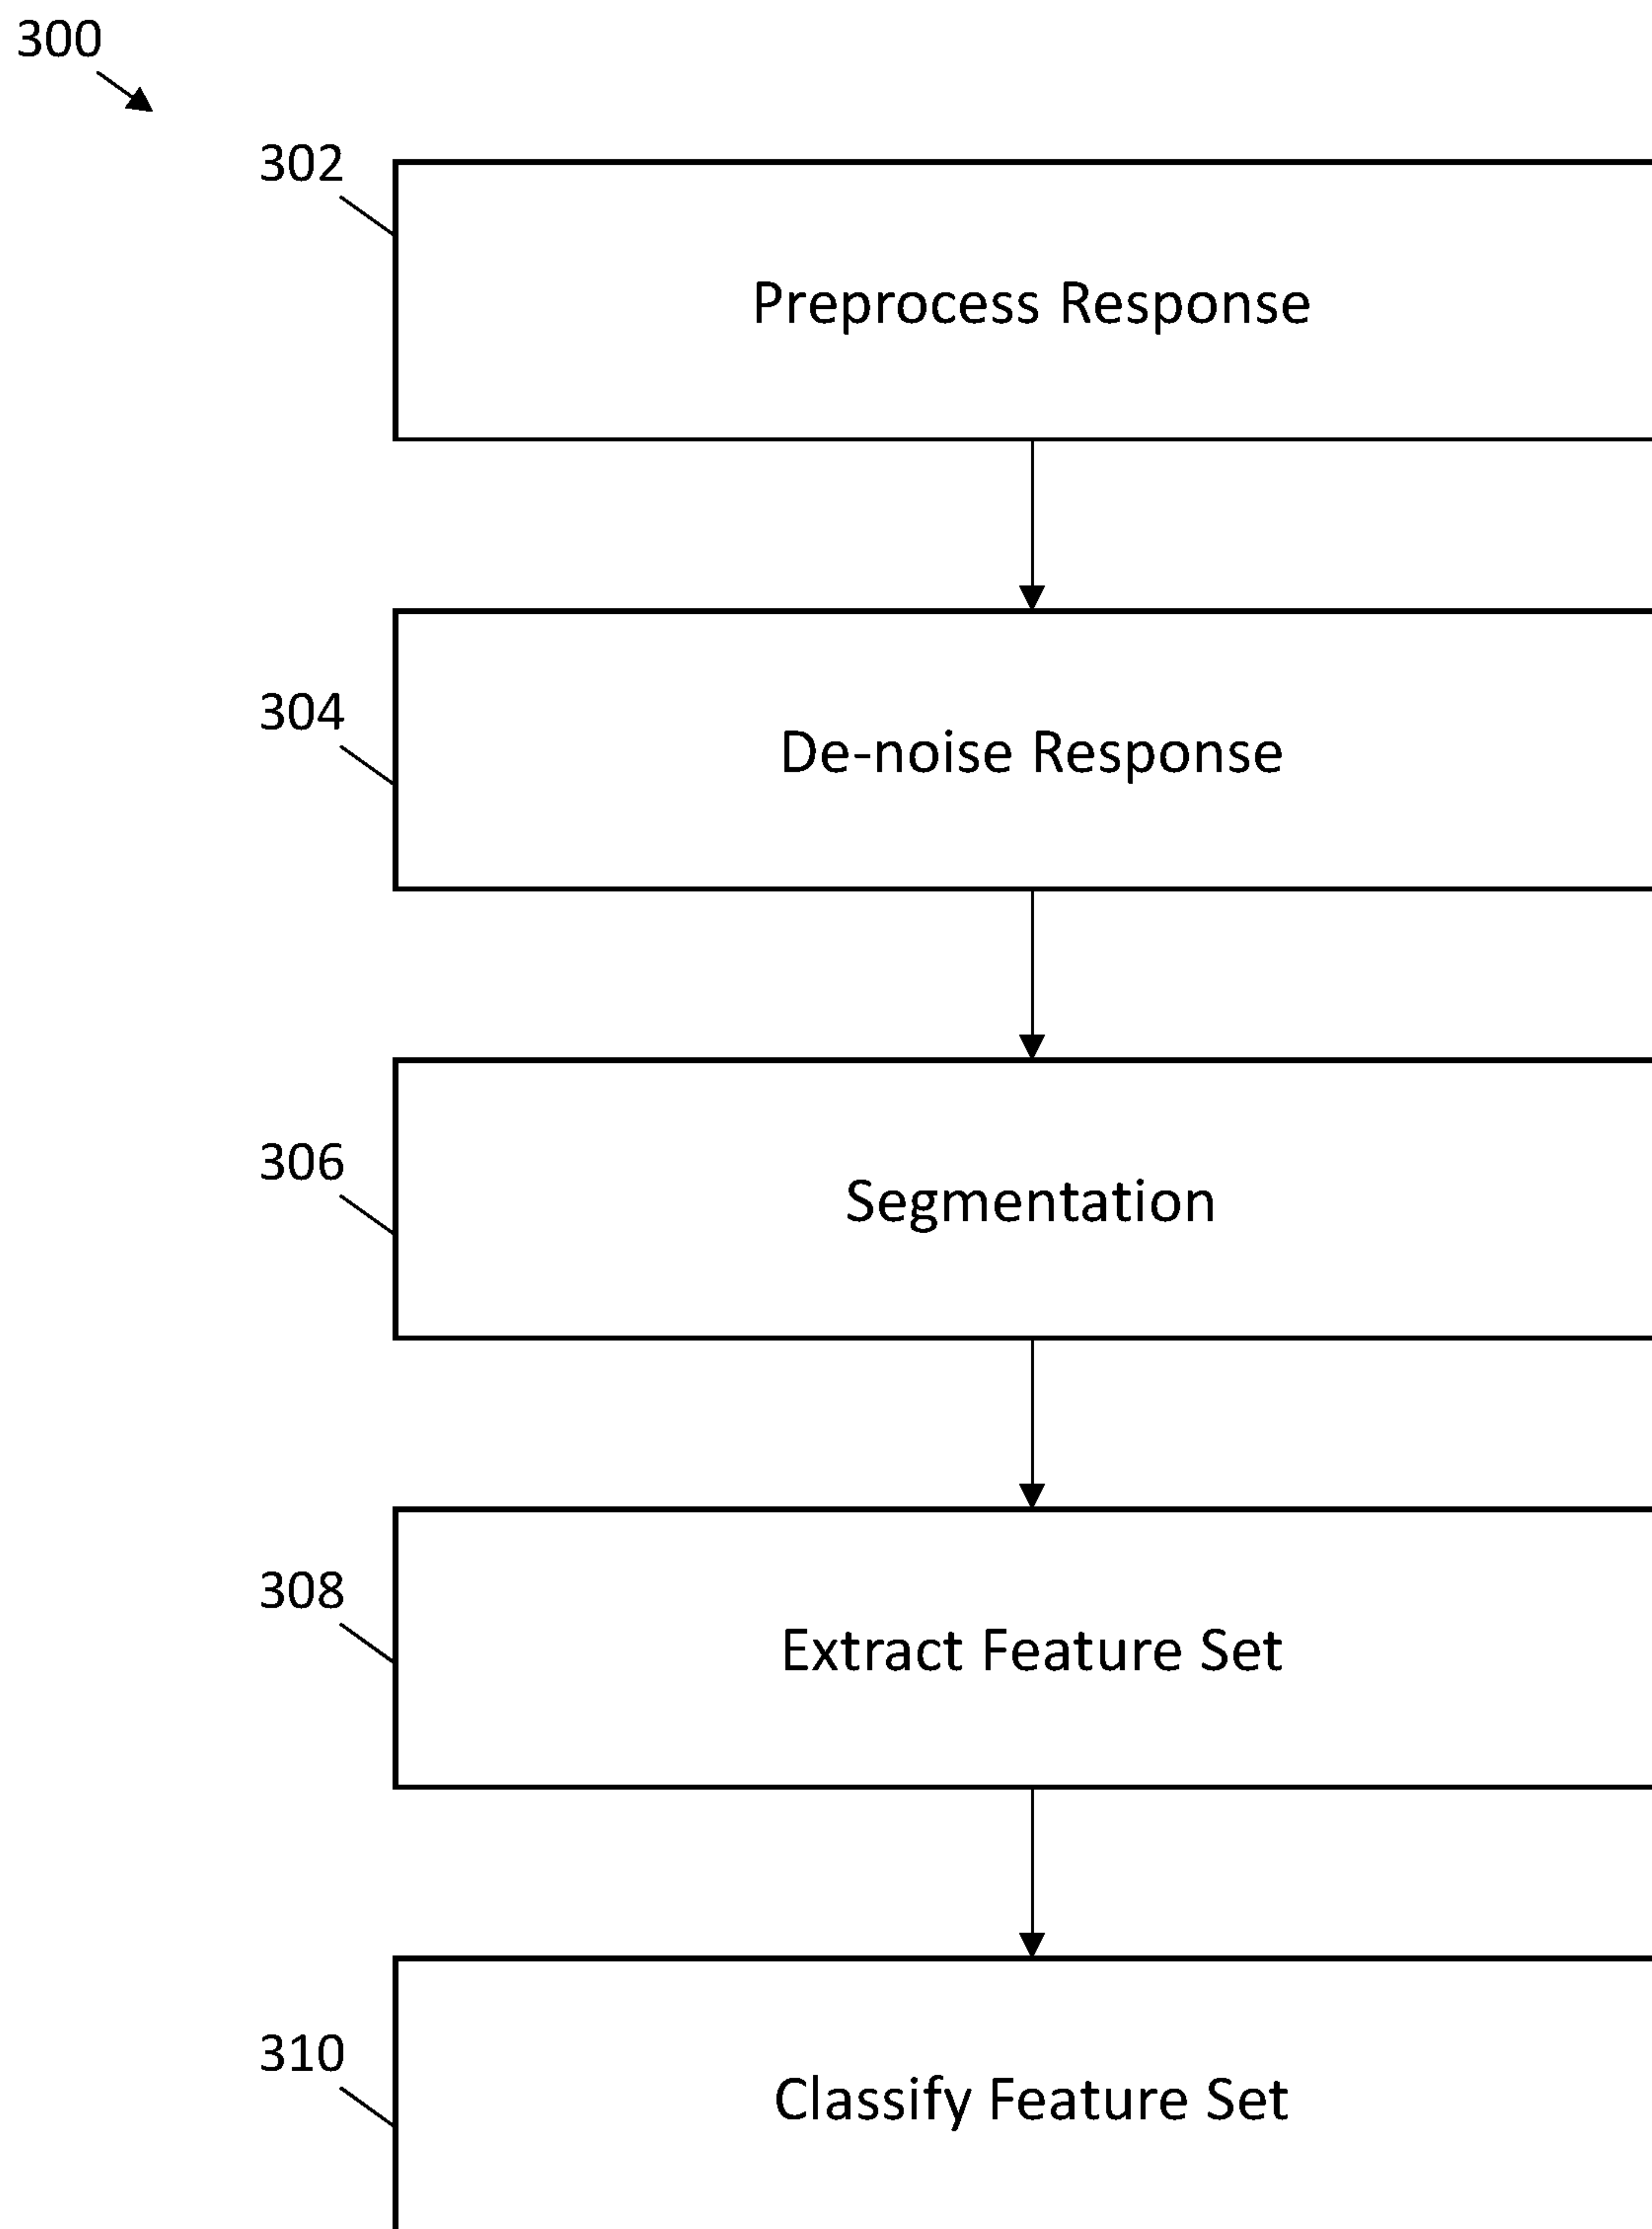 300
302
Preprocess Response
304
De-noise Response
306
Segmentation
308
Extract Feature Set
310
Classify Feature Set